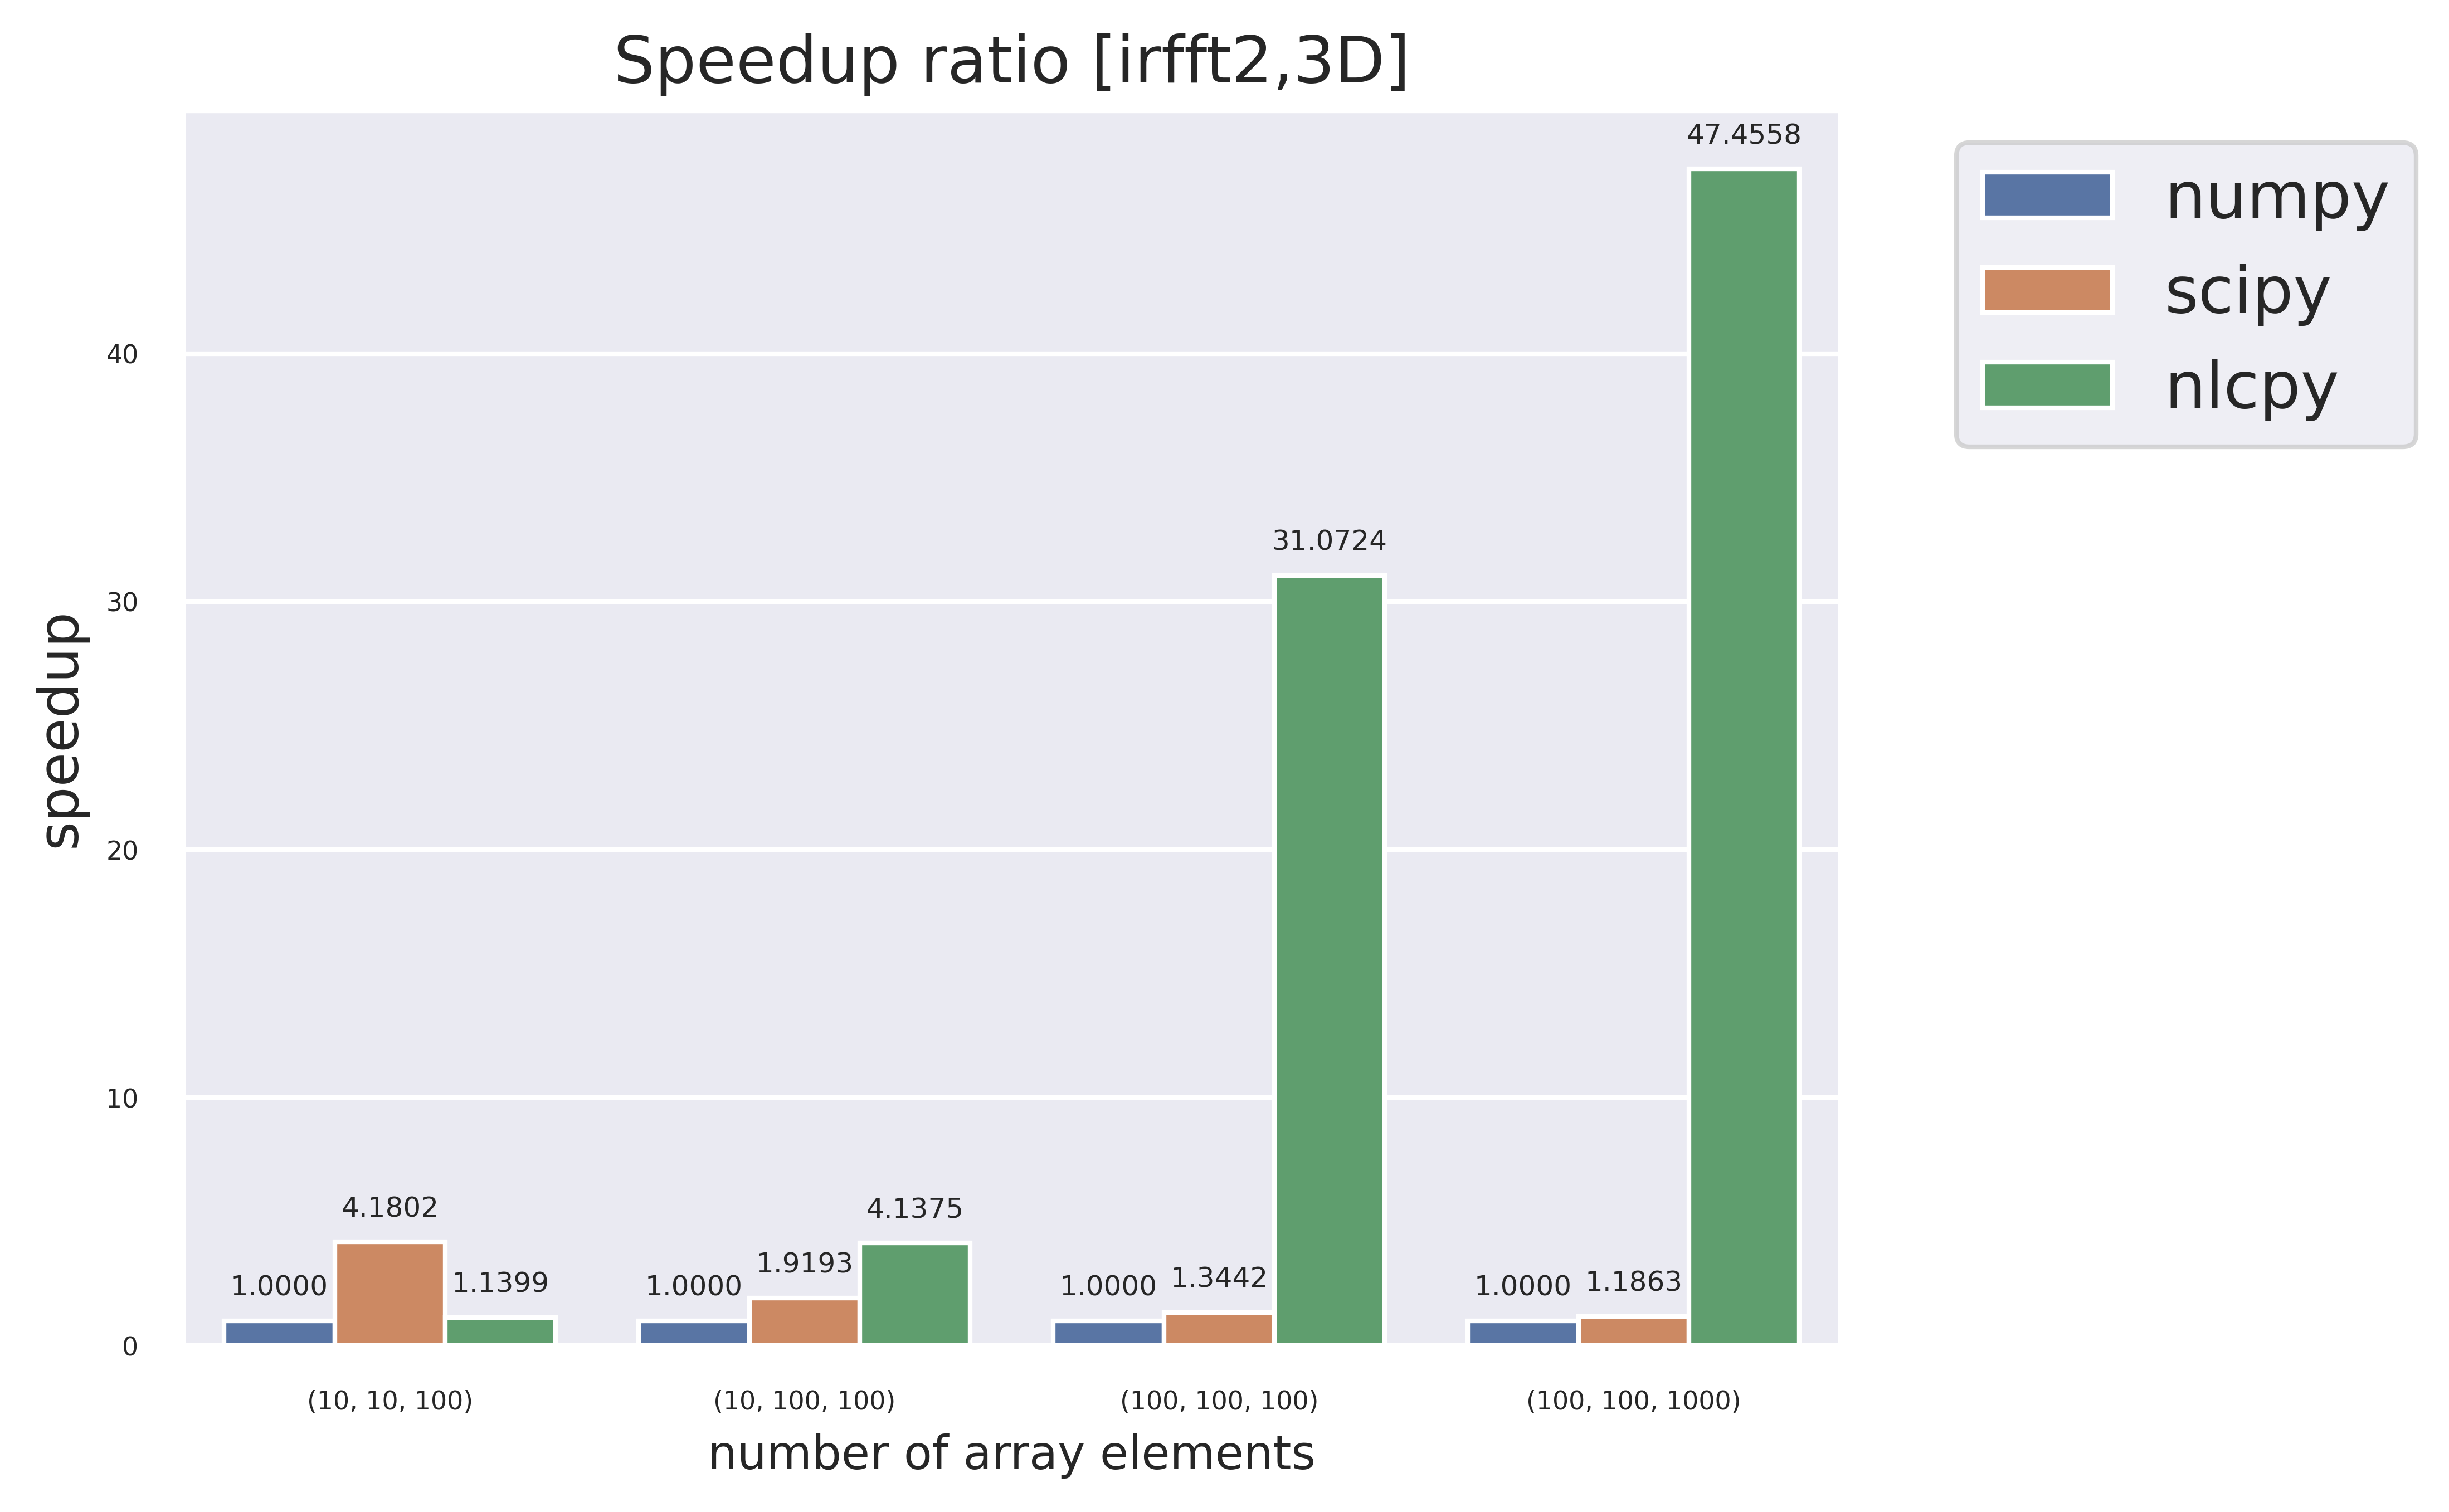 Speedup ratio [irfft2,3D]
47.4558
numpy
scipy
nlcpy
40
31.0724
30
speedup
20
10
4.1802
4.1375
1.0000
1.1399
1.0000
1.9193
1.0000
1.3442
1.0000
1.1863
0
(10, 10, 100)
(10, 100, 100)
(100, 100, 100)
(100, 100, 1000)
number of array elements